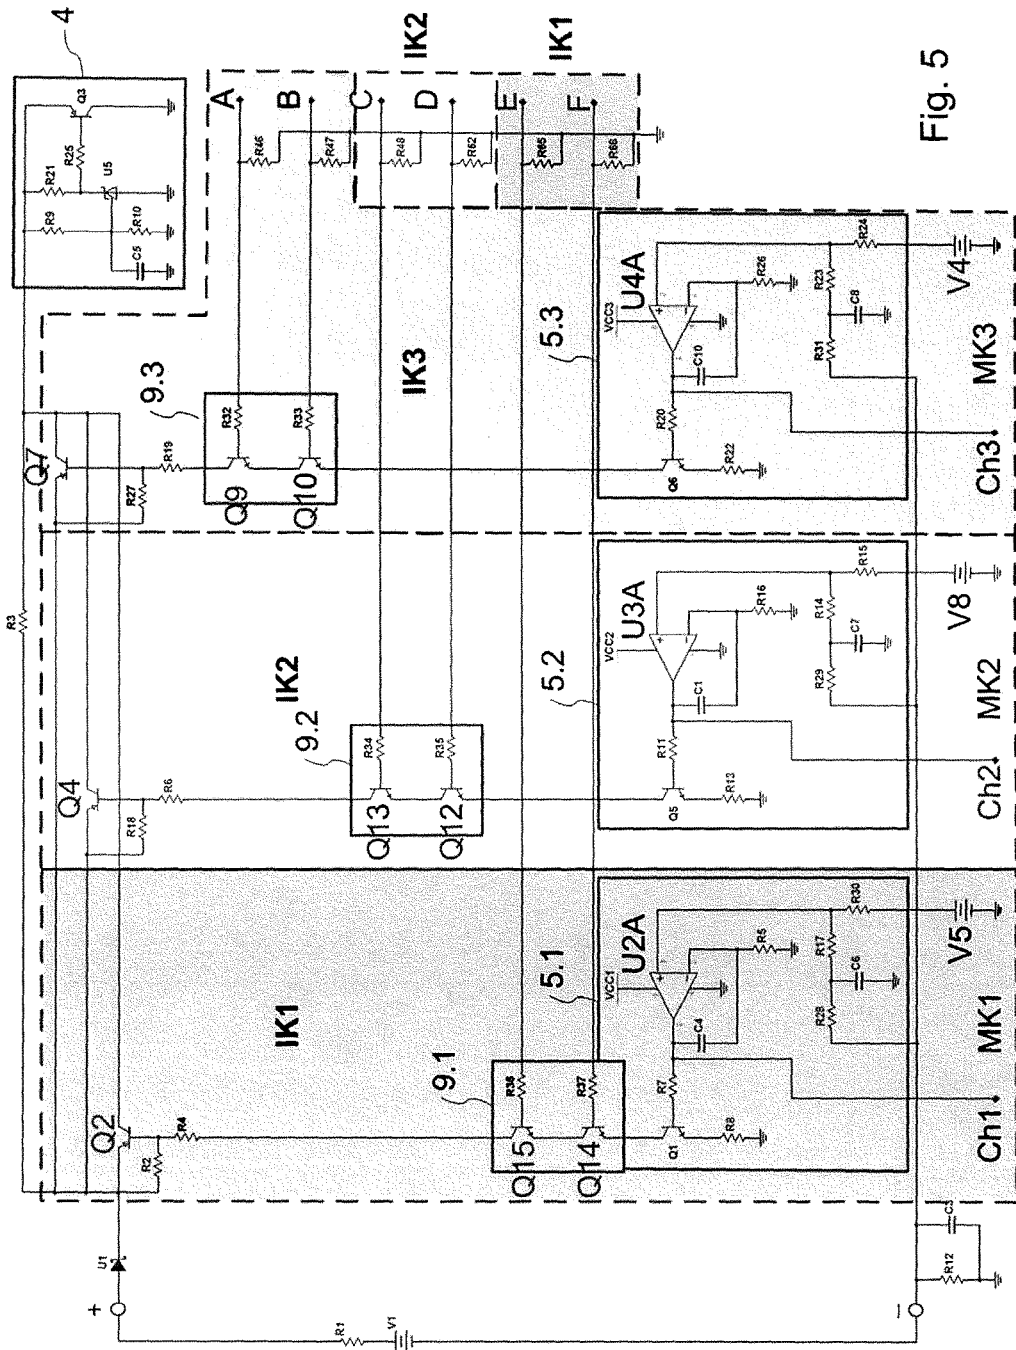 Fig. 5
4
Q3
R25
R21
U5
R9
R10
C5
IK2
IK1
A
B
C
D
E
F
R46
R47
R48
R62
R65
R66
R3
Q7
R27
R19
9.3
R32
R33
Q9
Q10
IK3
5.3
U4A
VCC3
R26
C10
R20
Q6
R22
R24
R23
C8
R31
V4
MK3
Ch3
Q4
R18
R6
IK2
9.2
R34
R35
Q13
Q12
5.2
U3A
VCC2
R16
C1
R11
Q5
R13
R15
R14
C7
R29
V8
MK2
Ch2
Q2
R2
R4
IK1
9.1
R36
R37
Q15
Q14
5.1
U2A
VCC1
R5
C4
R7
Q1
R8
R30
R17
C6
R28
V5
MK1
Ch1
U1
+
R1
V1
−
C3
R12